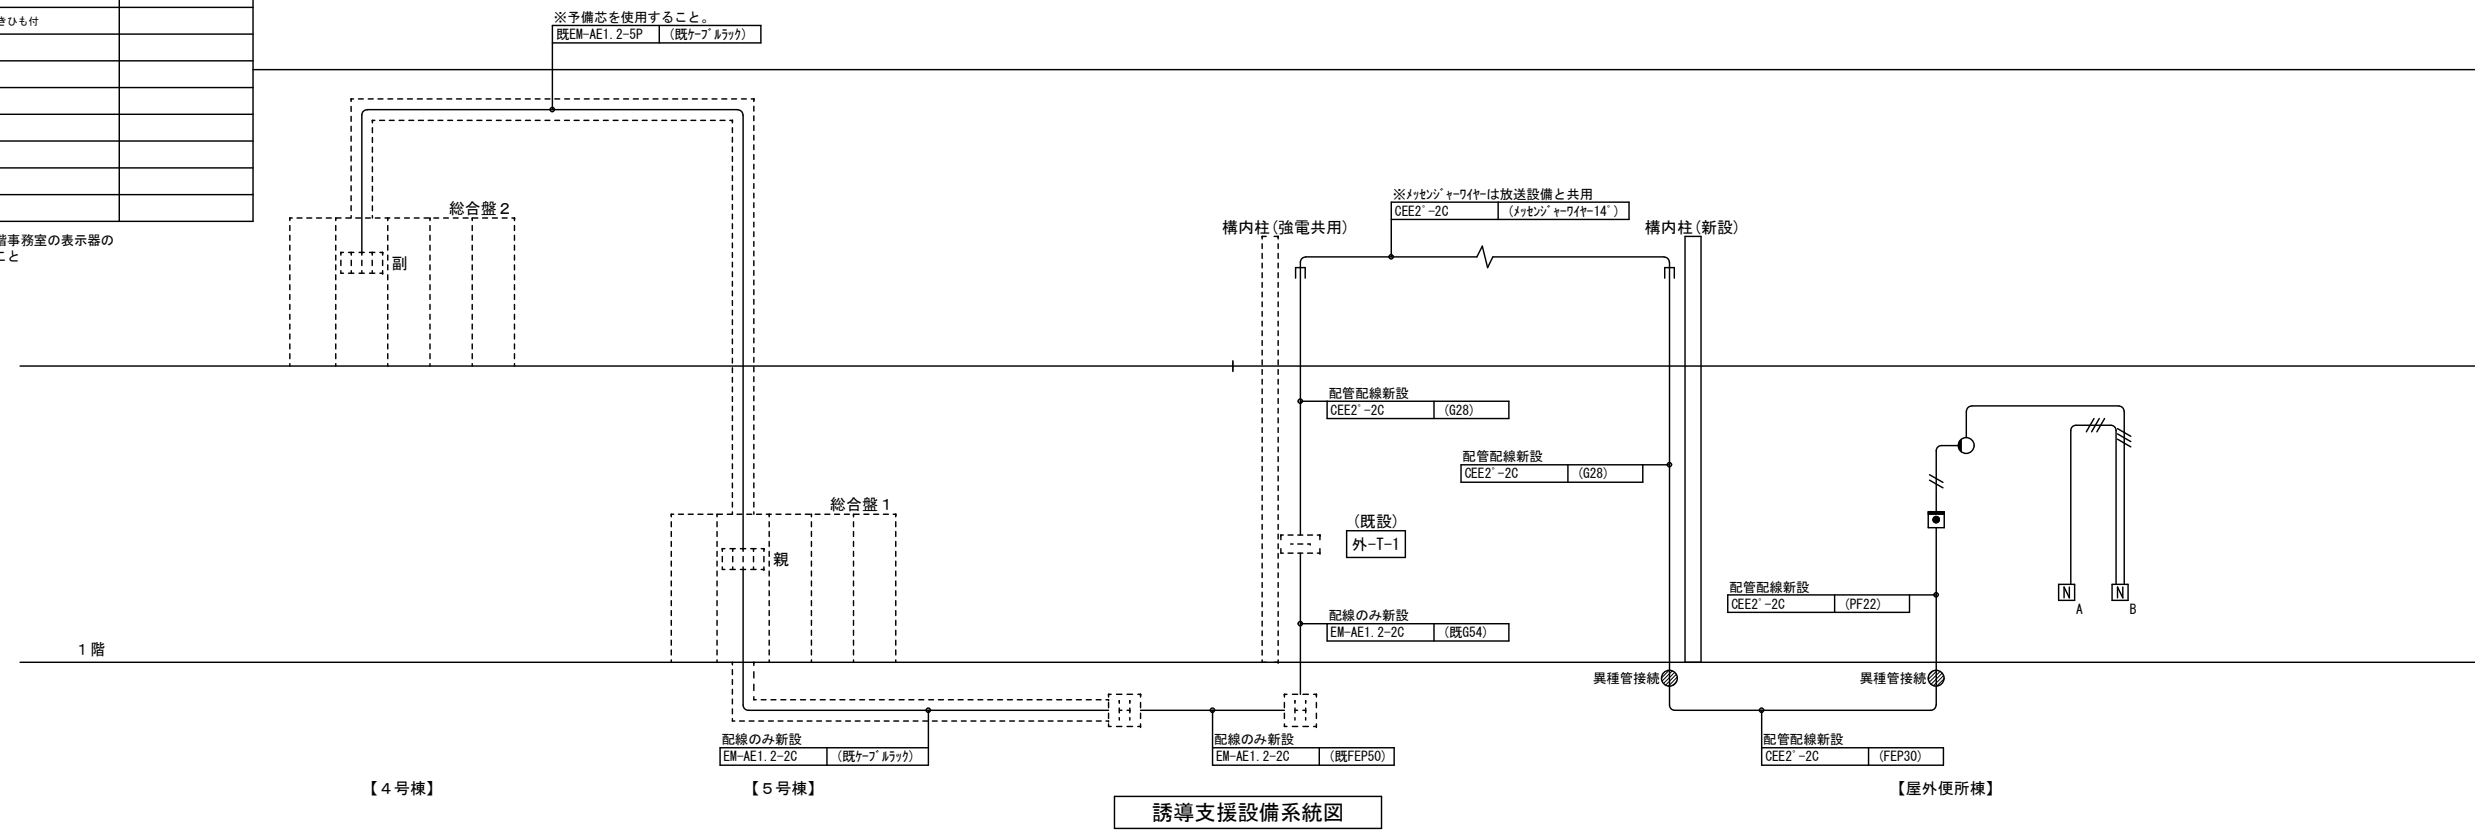 きひも付
階事務室の表示器の
こと
※予備芯を使用すること。
既EM-AE1.2-5P (既ｹｰﾌﾞﾙﾗｯｸ)
総合盤２
副
構内柱(強電共用)
※ﾒｯｾﾝｼﾞｬｰﾜｲﾔｰは放送設備と共用
CEE2°-2C (ﾒｯｾﾝｼﾞｬｰﾜｲﾔｰ14°)
構内柱(新設)
配管配線新設
CEE2°-2C (G28)
配管配線新設
CEE2°-2C (G28)
総合盤１
親
(既設)
外-T-1
配線のみ新設
EM-AE1.2-2C (既G54)
配管配線新設
CEE2°-2C (PF22)
N A
N B
１階
異種管接続
異種管接続
配線のみ新設
EM-AE1.2-2C (既ｹｰﾌﾞﾙﾗｯｸ)
配線のみ新設
EM-AE1.2-2C (既FEP50)
配管配線新設
CEE2°-2C (FEP30)
【４号棟】
【５号棟】
【屋外便所棟】
誘導支援設備系統図